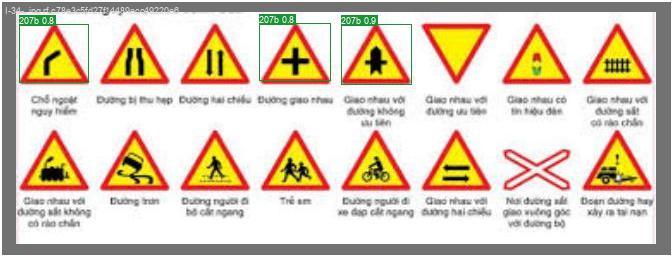 207b 0.8
207b 0.8
207b 0.9
Chỗ ngoặt
nguy hiểm
Đường bị thu hẹp
Đường hai chiều
Đường giao nhau
Giao nhau với
đường không
ưu tiên
Giao nhau với
đường ưu tiên
Giao nhau có
tín hiệu đèn
Giao nhau với
đường sắt
có rào chắn
Giao nhau với
đường sắt không
có rào chắn
Đường trơn
Đường người đi
bộ cắt ngang
Trẻ em
Đường người đi
xe đạp cắt ngang
Giao nhau với
đường hai chiều
Nơi đường sắt
giao vuông góc
với đường bộ
Đoạn đường hay
xảy ra tai nạn